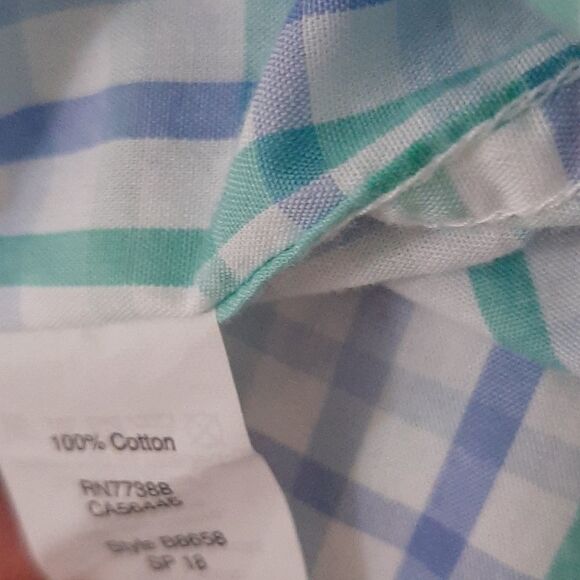 100% Cotton
RN77388
CA56446
Style B8658
SP 18